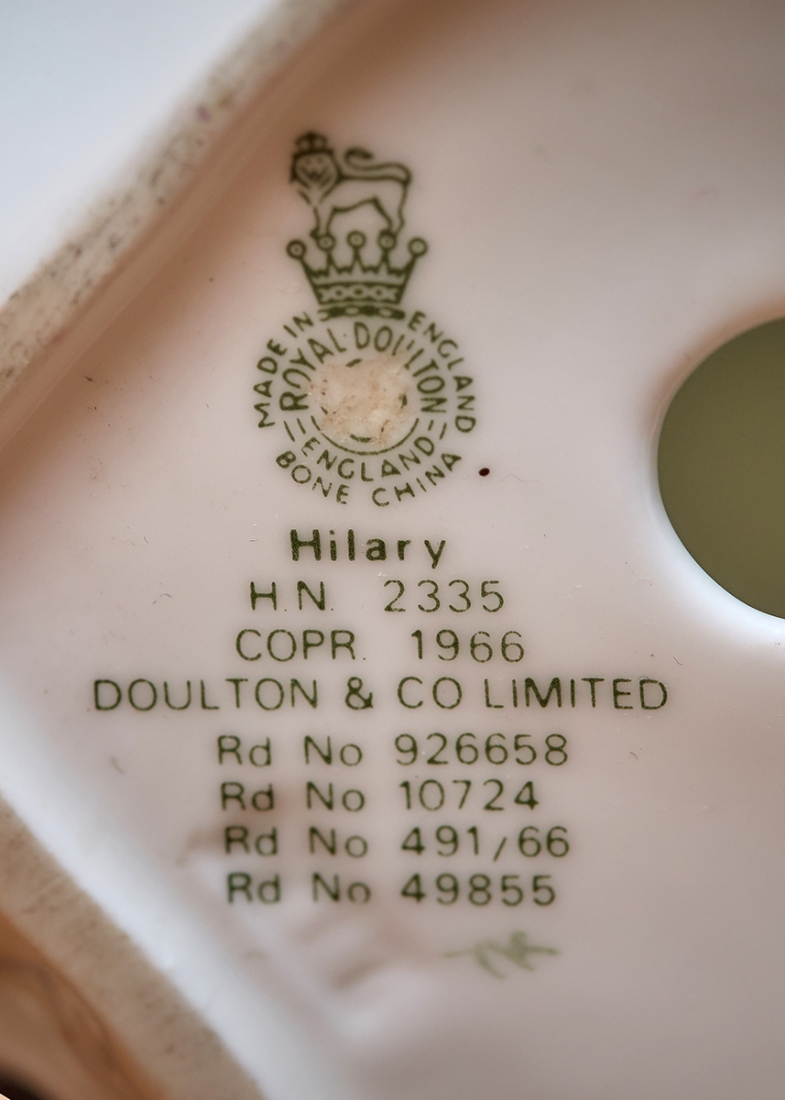 MADE IN ENGLAND
ROYAL DOULTON
ENGLAND
BONE CHINA
Hilary
H.N. 2335
COPR. 1966
DOULTON & CO LIMITED
Rd No 926658
Rd No 10724
Rd No 491/66
Rd No 49855